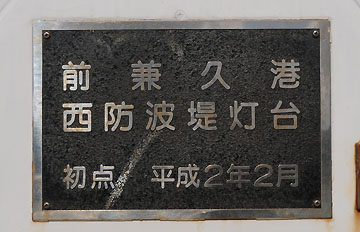 前兼久港
西防波堤灯台
初点 平成2年2月